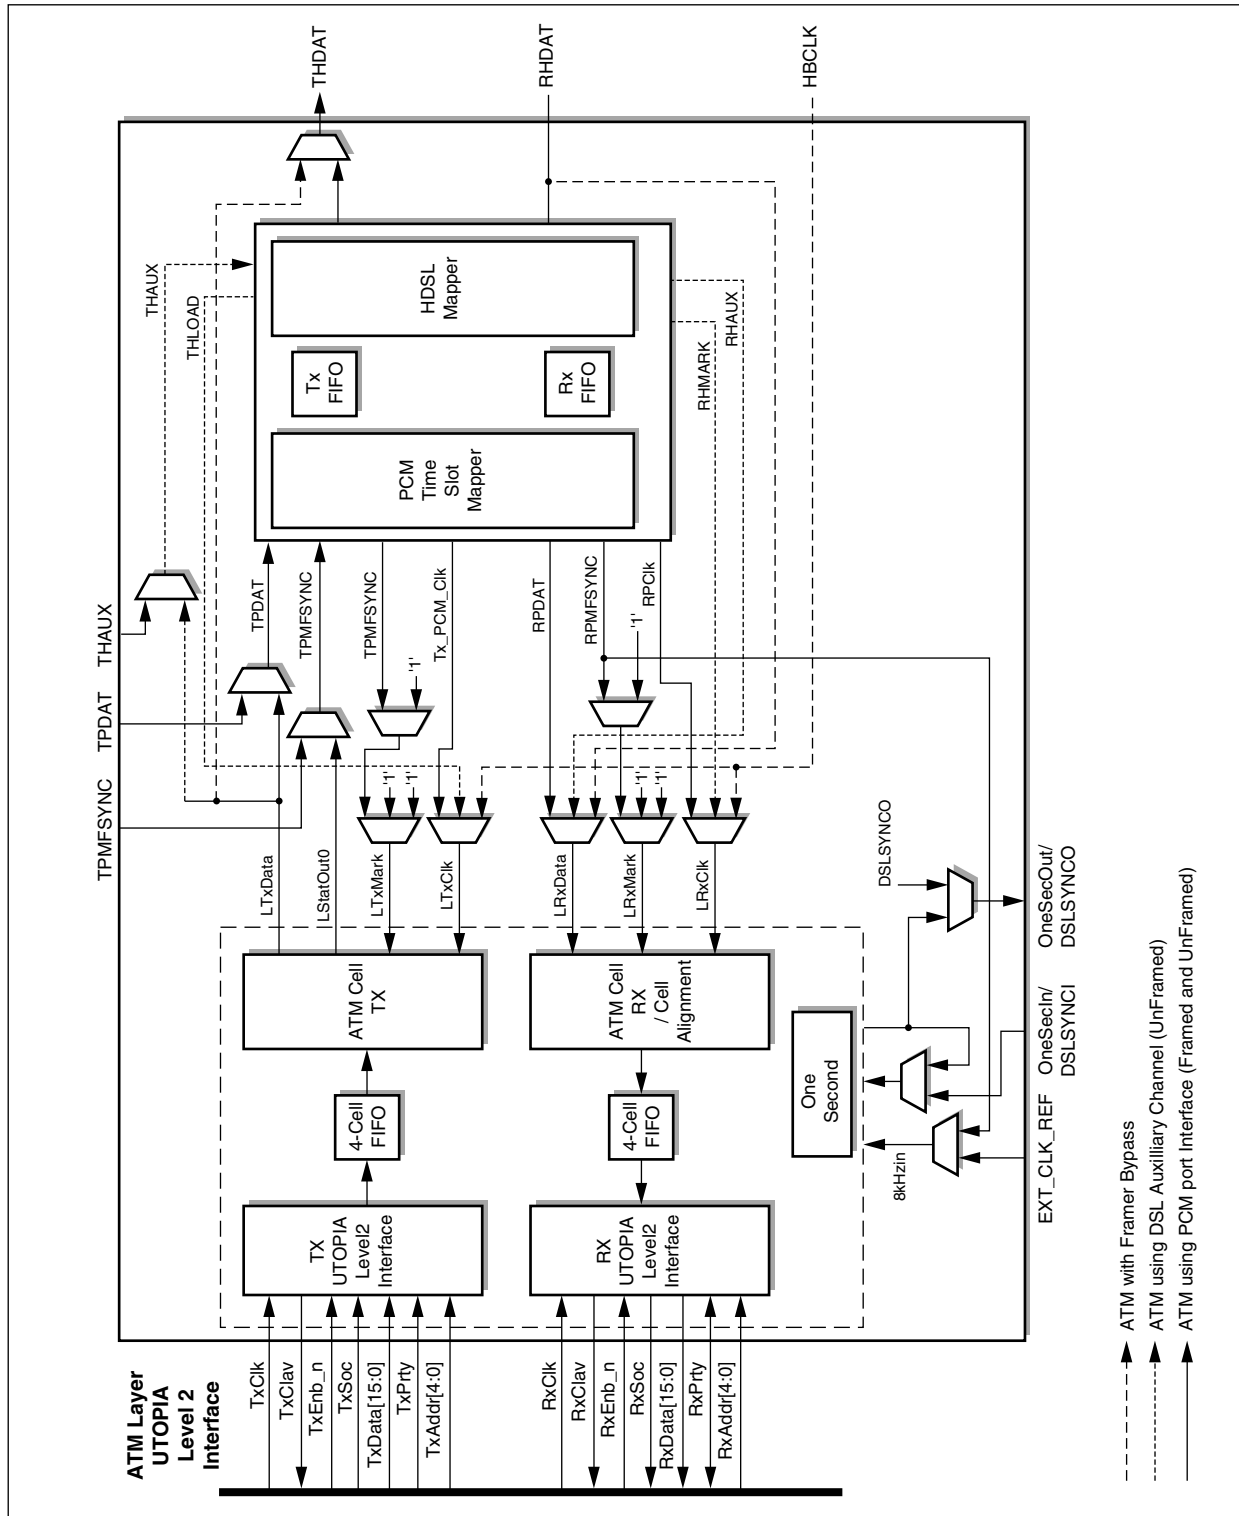 ATM Layer
UTOPIA
Level 2
Interface
TxClk
TxClav
TxEnb_n
TxSoc
TxData[15:0]
TxPrty
TxAddr[4:0]
RxClk
RxClav
RxEnb_n
RxSoc
RxData[15:0]
RxPrty
RxAddr[4:0]
TX
UTOPIA
Level2
Interface
RX
UTOPIA
Level2
Interface
4-Cell
FIFO
4-Cell
FIFO
ATM Cell
TX
ATM Cell
RX
/ Cell
Alignment
One
Second
8kHzin
LTxData
LStatOut0
LTxMark
LTxClk
LRxData
LRxMark
LRxClk
DSLSYNCO
TPMFSYNC
TPDAT
THAUX
'1'
'1'
'1'
'1'
'1'
'1'
TPDAT
TPMFSYNC
TPMFSYNC
Tx_PCM_Clk
RPDAT
RPMFSYNC
RPClk
THAUX
THLOAD
RHMARK
RHAUX
PCM
Time
Slot
Mapper
Tx
FIFO
Rx
FIFO
HDSL
Mapper
THDAT
RHDAT
HBCLK
EXT_CLK_REF
OneSecIn/
DSLSYNCI
OneSecOut/
DSLSYNCO
ATM with Framer Bypass
ATM using DSL Auxilliary Channel (UnFramed)
ATM using PCM port Interface (Framed and UnFramed)